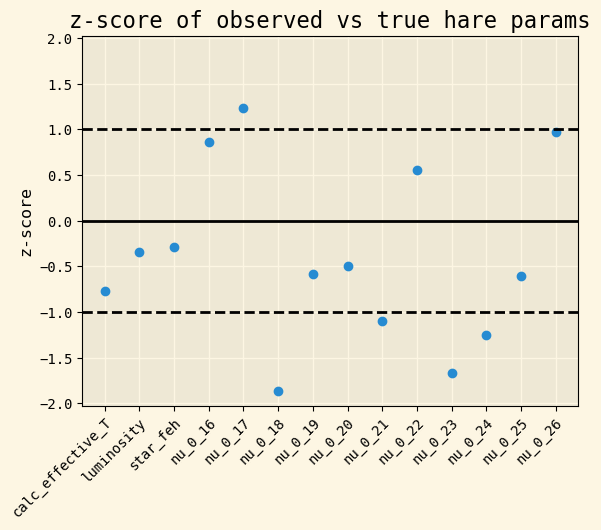 z-score of observed vs true hare params
z-score
2.0
1.5
1.0
0.5
0.0
−0.5
−1.0
−1.5
−2.0
calc_effective_T
luminosity
star_feh
nu_0_16
nu_0_17
nu_0_18
nu_0_19
nu_0_20
nu_0_21
nu_0_22
nu_0_23
nu_0_24
nu_0_25
nu_0_26